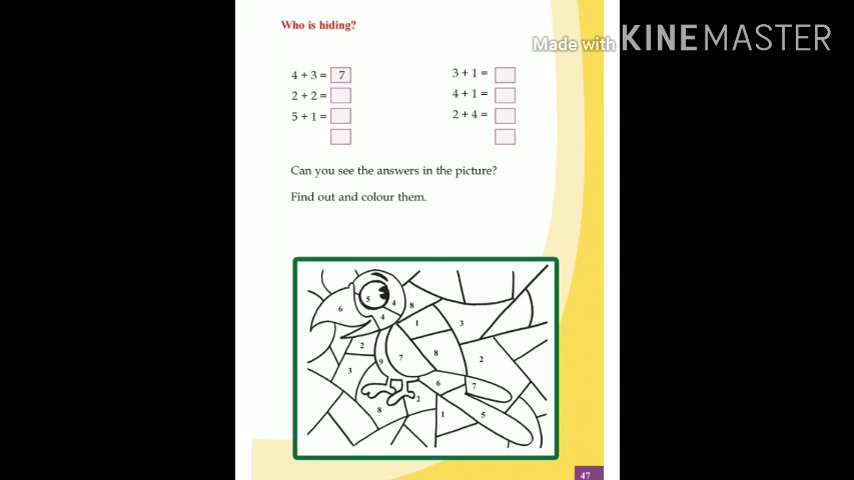 Who is hiding?
Made with KINEMASTER
4 + 3 = 7
2 + 2 =
5 + 1 =
3 + 1 =
4 + 1 =
2 + 4 =
Can you see the answers in the picture?
Find out and colour them.
5
6
4
8
4
1
3
2
9
7
8
2
3
6
7
8
2
1
5
47